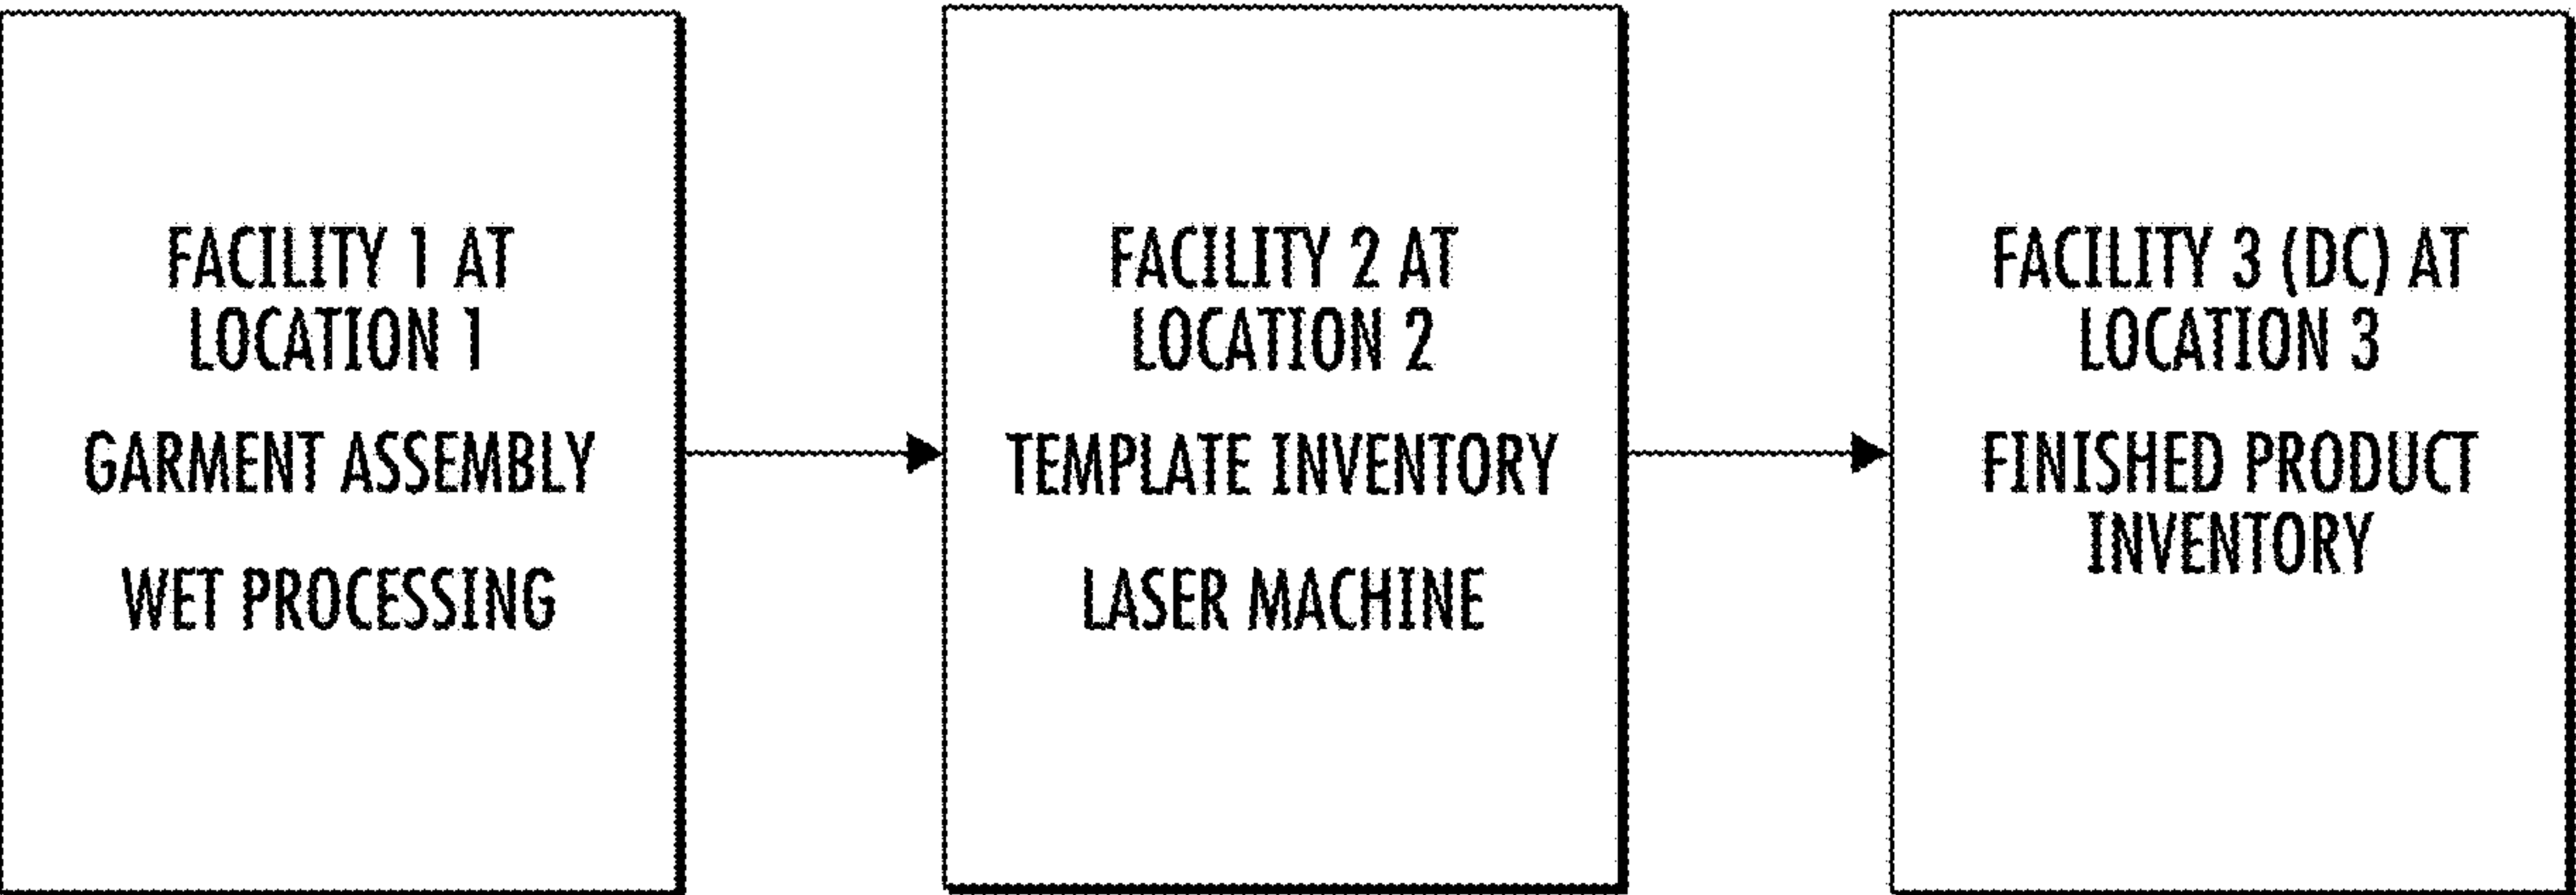 FACILITY 1 AT
LOCATION 1
GARMENT ASSEMBLY
WET PROCESSING
FACILITY 2 AT
LOCATION 2
TEMPLATE INVENTORY
LASER MACHINE
FACILITY 3 (DC) AT
LOCATION 3
FINISHED PRODUCT
INVENTORY